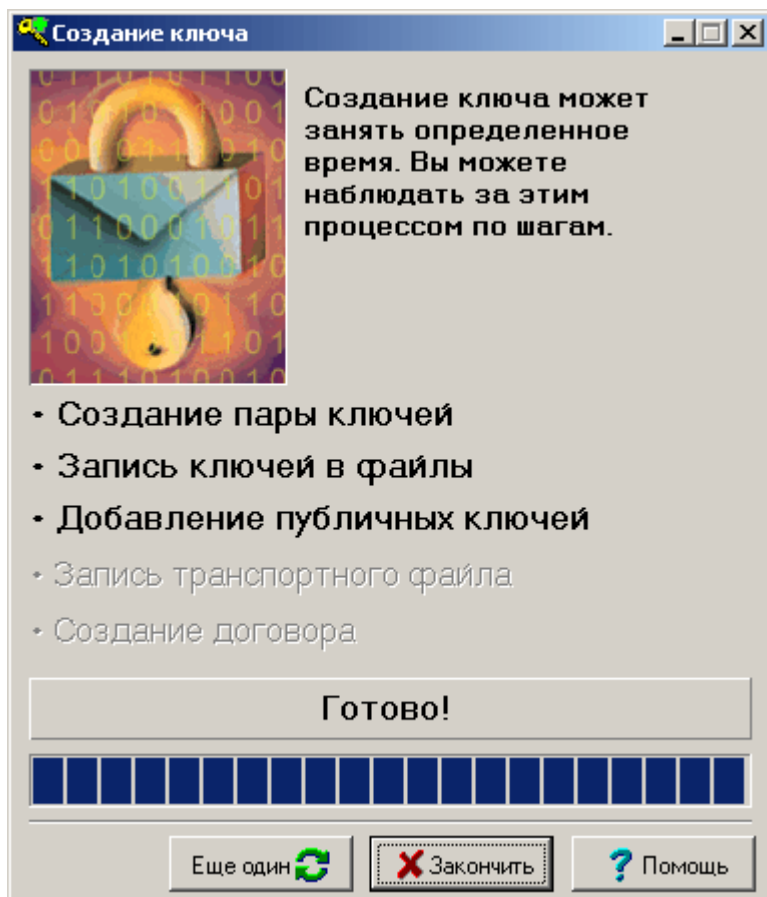 Создание ключа
Создание ключа может
занять определенное
время. Вы можете
наблюдать за этим
процессом по шагам.
• Создание пары ключей
• Запись ключей в файлы
• Добавление публичных ключей
• Запись транспортного файла
• Создание договора
Готово!
Еще один
Закончить
? Помощь